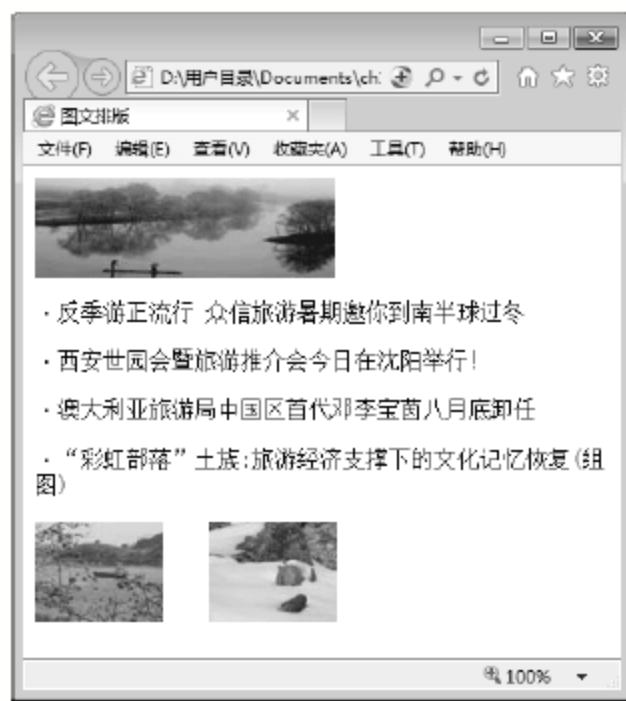 D:\用户目录\Documents\ch:
图文排版
文件(F) 编辑(E) 查看(V) 收藏夹(A) 工具(T) 帮助(H)
· 反季游正流行 众信旅游暑期邀你到南半球过冬
· 西安世园会暨旅游推介会今日在沈阳举行！
· 澳大利亚旅游局中国区首代邓李宝茵八月底卸任
· “彩虹部落”土族:旅游经济支撑下的文化记忆恢复(组
图)
100%